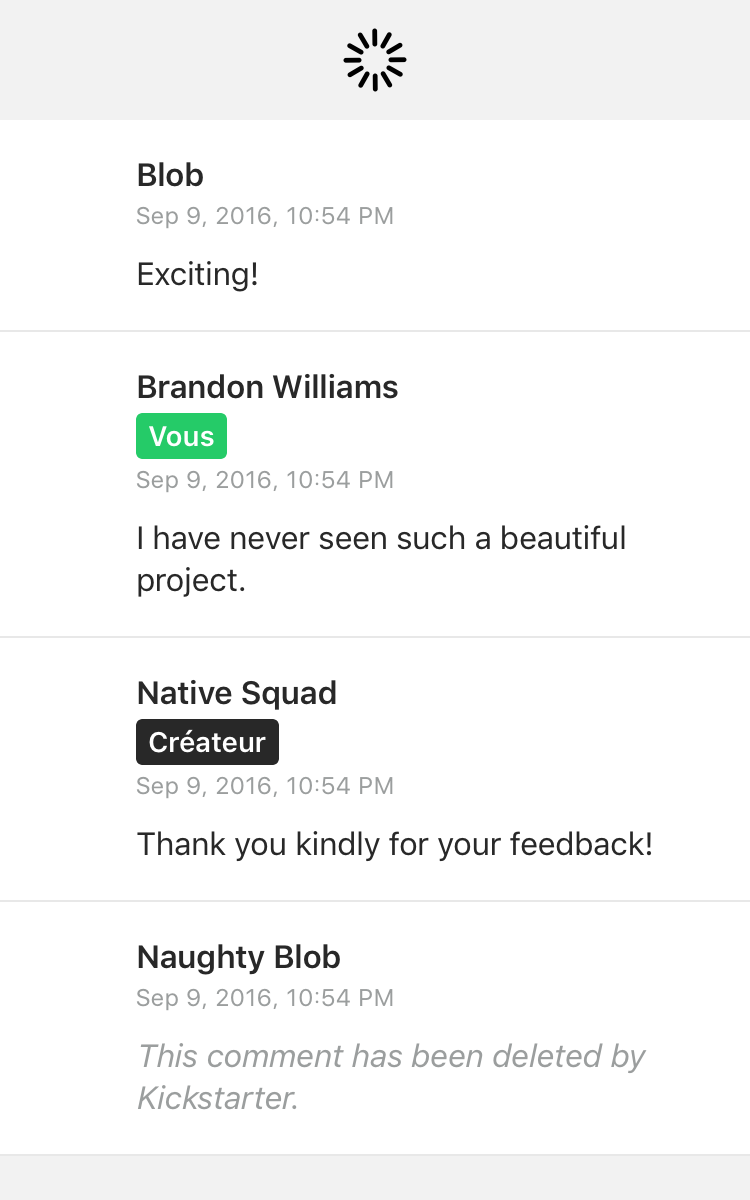 Blob
Sep 9, 2016, 10:54 PM
Exciting!
Brandon Williams
Vous
Sep 9, 2016, 10:54 PM
I have never seen such a beautiful
project.
Native Squad
Créateur
Sep 9, 2016, 10:54 PM
Thank you kindly for your feedback!
Naughty Blob
Sep 9, 2016, 10:54 PM
This comment has been deleted by
Kickstarter.